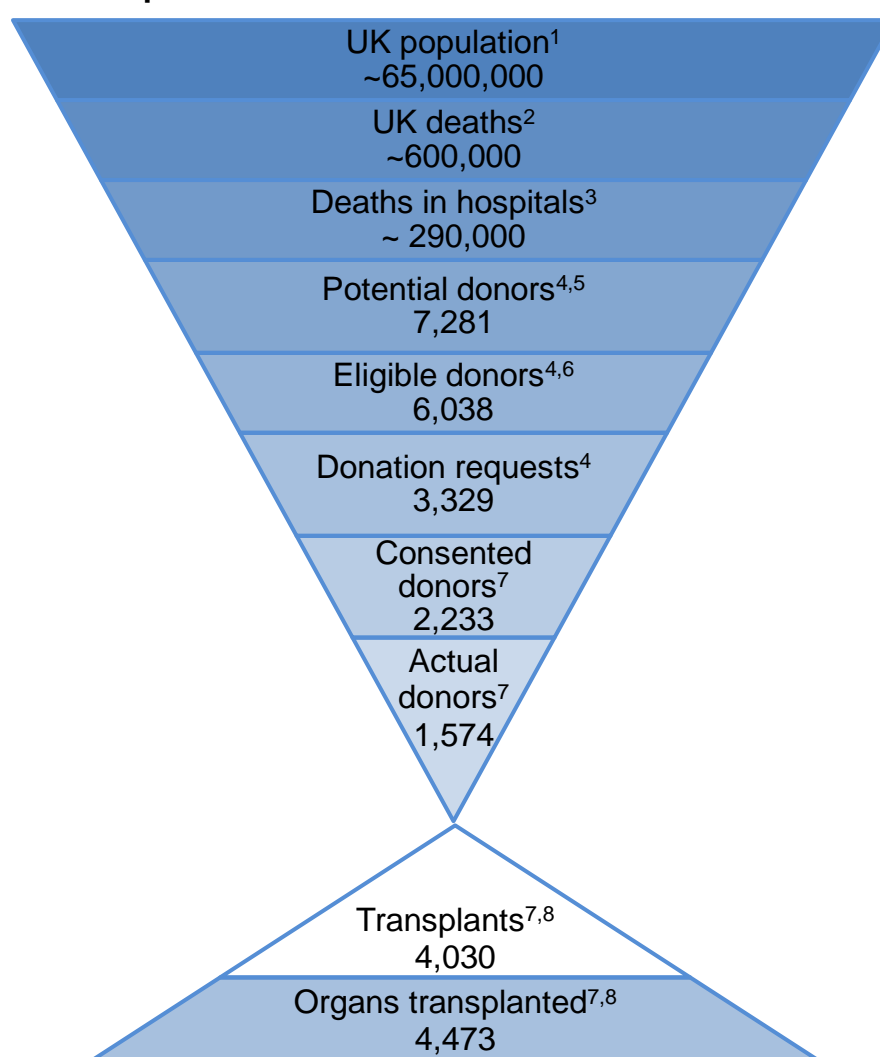 UK population¹
~65,000,000
UK deaths²
~600,000
Deaths in hospitals³
~ 290,000
Potential donors⁴,⁵
7,281
Eligible donors⁴,⁶
6,038
Donation requests⁴
3,329
Consented
donors⁷
2,233
Actual
donors⁷
1,574
Transplants⁷,⁸
4,030
Organs transplanted⁷,⁸
4,473